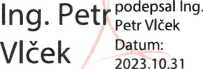 Ing. Petr
Vlček
podepsal Ing.
Petr Vlček
Datum:
2023.10.31